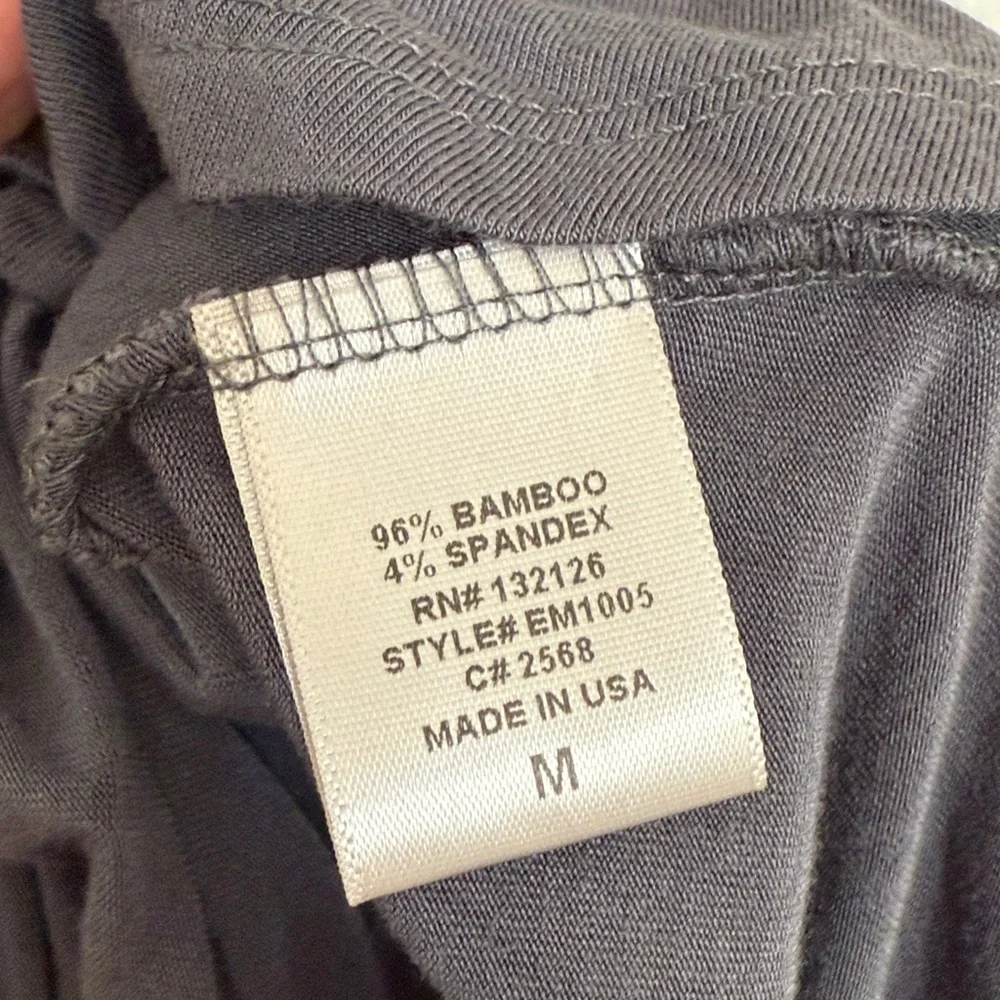 96% BAMBOO
4% SPANDEX
RN# 132126
STYLE# EM1005
C# 2568
MADE IN USA
M